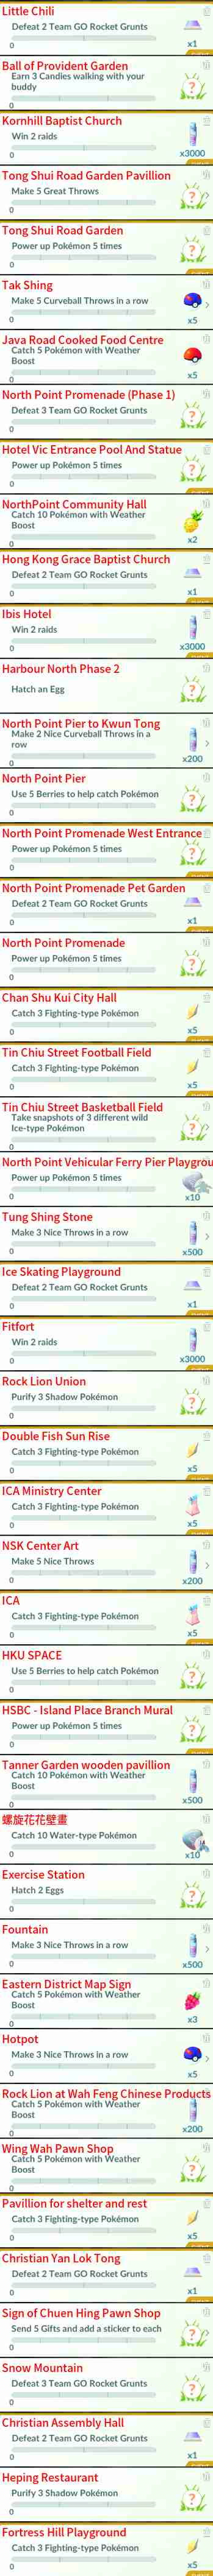 Little Chili
Defeat 2 Team GO Rocket Grunts
0
x1
Ball of Provident Garden
Earn 3 Candies walking with your
buddy
0
?
Kornhill Baptist Church
Win 2 raids
0
x3000
Tong Shui Road Garden Pavillion
Make 5 Great Throws
0
?
Tong Shui Road Garden
Power up Pokémon 5 times
0
?
Tak Shing
Make 5 Curveball Throws in a row
0
x5
Java Road Cooked Food Centre
Catch 5 Pokémon with Weather
Boost
0
x5
North Point Promenade (Phase 1)
Defeat 3 Team GO Rocket Grunts
0
?
Hotel Vic Entrance Pool And Statue
Power up Pokémon 5 times
0
?
NorthPoint Community Hall
Catch 10 Pokémon with Weather
Boost
0
x2
Hong Kong Grace Baptist Church
Defeat 2 Team GO Rocket Grunts
0
x1
Ibis Hotel
Win 2 raids
0
x3000
Harbour North Phase 2
Hatch an Egg
?
North Point Pier to Kwun Tong
Make 2 Nice Curveball Throws in a
row
0
x200
North Point Pier
Use 5 Berries to help catch Pokémon
0
?
North Point Promenade West Entrance
Power up Pokémon 5 times
0
?
North Point Promenade Pet Garden
Defeat 2 Team GO Rocket Grunts
0
x1
North Point Promenade
Power up Pokémon 5 times
0
?
Chan Shu Kui City Hall
Catch 3 Fighting-type Pokémon
0
x5
Tin Chiu Street Football Field
Catch 3 Fighting-type Pokémon
0
x5
Tin Chiu Street Basketball Field
Take snapshots of 3 different wild
Ice-type Pokémon
0
?
North Point Vehicular Ferry Pier Playgrou
Power up Pokémon 5 times
0
x10
Tung Shing Stone
Make 3 Nice Throws in a row
0
x500
Ice Skating Playground
Defeat 2 Team GO Rocket Grunts
0
x1
Fitfort
Win 2 raids
0
x3000
Rock Lion Union
Purify 3 Shadow Pokémon
0
?
Double Fish Sun Rise
Catch 3 Fighting-type Pokémon
0
x5
ICA Ministry Center
Catch 3 Fighting-type Pokémon
0
x5
NSK Center Art
Make 5 Nice Throws
0
x200
ICA
Catch 3 Fighting-type Pokémon
0
x5
HKU SPACE
Use 5 Berries to help catch Pokémon
0
?
HSBC - Island Place Branch Mural
Power up Pokémon 5 times
0
?
Tanner Garden wooden pavillion
Catch 10 Pokémon with Weather
Boost
0
x500
螺旋花花壁畫
Catch 10 Water-type Pokémon
0
x10
Exercise Station
Hatch 2 Eggs
0
?
Fountain
Make 3 Nice Throws in a row
0
x500
Eastern District Map Sign
Catch 5 Pokémon with Weather
Boost
0
x3
Hotpot
Make 3 Nice Throws in a row
0
x5
Rock Lion at Wah Feng Chinese Products
Catch 5 Pokémon with Weather
Boost
0
x200
Wing Wah Pawn Shop
Catch 5 Pokémon with Weather
Boost
0
?
Pavillion for shelter and rest
Catch 3 Fighting-type Pokémon
0
x5
Christian Yan Lok Tong
Defeat 2 Team GO Rocket Grunts
0
x1
Sign of Chuen Hing Pawn Shop
Send 5 Gifts and add a sticker to each
0
?
Snow Mountain
Defeat 3 Team GO Rocket Grunts
0
?
Christian Assembly Hall
Defeat 2 Team GO Rocket Grunts
0
x1
Heping Restaurant
Purify 3 Shadow Pokémon
0
?
Fortress Hill Playground
Catch 3 Fighting-type Pokémon
0
x5